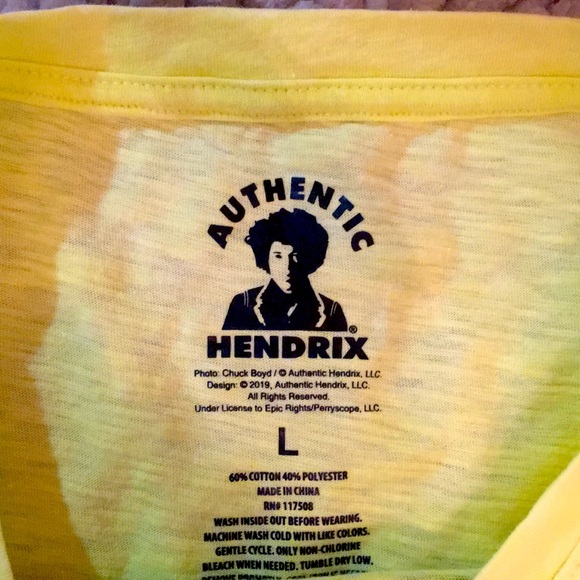 AUTHENTIC
HENDRIX®
Photo: Chuck Boyd / © Authentic Hendrix, LLC
Design: © 2019, Authentic Hendrix, LLC.
All Rights Reserved.
Under License to Epic Rights/Perryscope, LLC.
L
60% COTTON 40% POLYESTER
MADE IN CHINA
RN# 117508
WASH INSIDE OUT BEFORE WEARING.
MACHINE WASH COLD WITH LIKE COLORS.
GENTLE CYCLE. ONLY NON-CHLORINE
BLEACH WHEN NEEDED. TUMBLE DRY LOW.